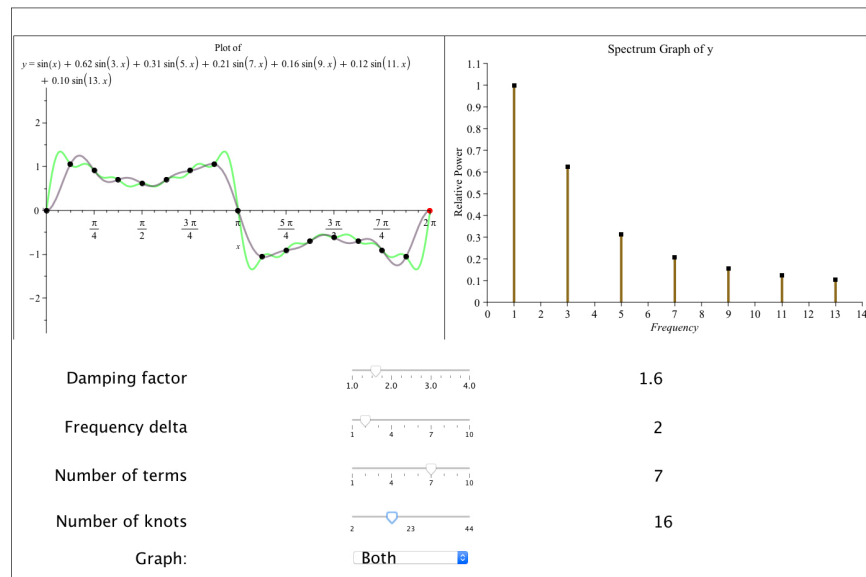 Plot of
y = sin(x) + 0.62 sin(3. x) + 0.31 sin(5. x) + 0.21 sin(7. x) + 0.16 sin(9. x) + 0.12 sin(11. x)
+ 0.10 sin(13. x)
2
1
0
π/4 π/2 3 π/4 π 5 π/4 3 π/2 7 π/4 2 π
x
−1
−2
Spectrum Graph of y
Relative Power
1.1
1
0.9
0.8
0.7
0.6
0.5
0.4
0.3
0.2
0.1
0
0 1 2 3 4 5 6 7 8 9 10 11 12 13 14
Frequency
Damping factor 1.6
1.0 2.0 3.0 4.0
Frequency delta 2
1 4 7 10
Number of terms 7
1 4 7 10
Number of knots 16
2 23 44
Graph: Both